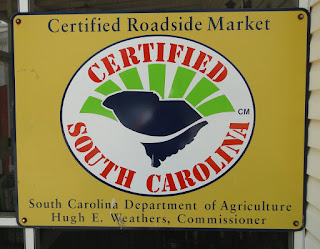 Certified Roadside Market
CERTIFIED
CM
SOUTH CAROLINA
South Carolina Department of Agriculture
Hugh E. Weathers, Commissioner